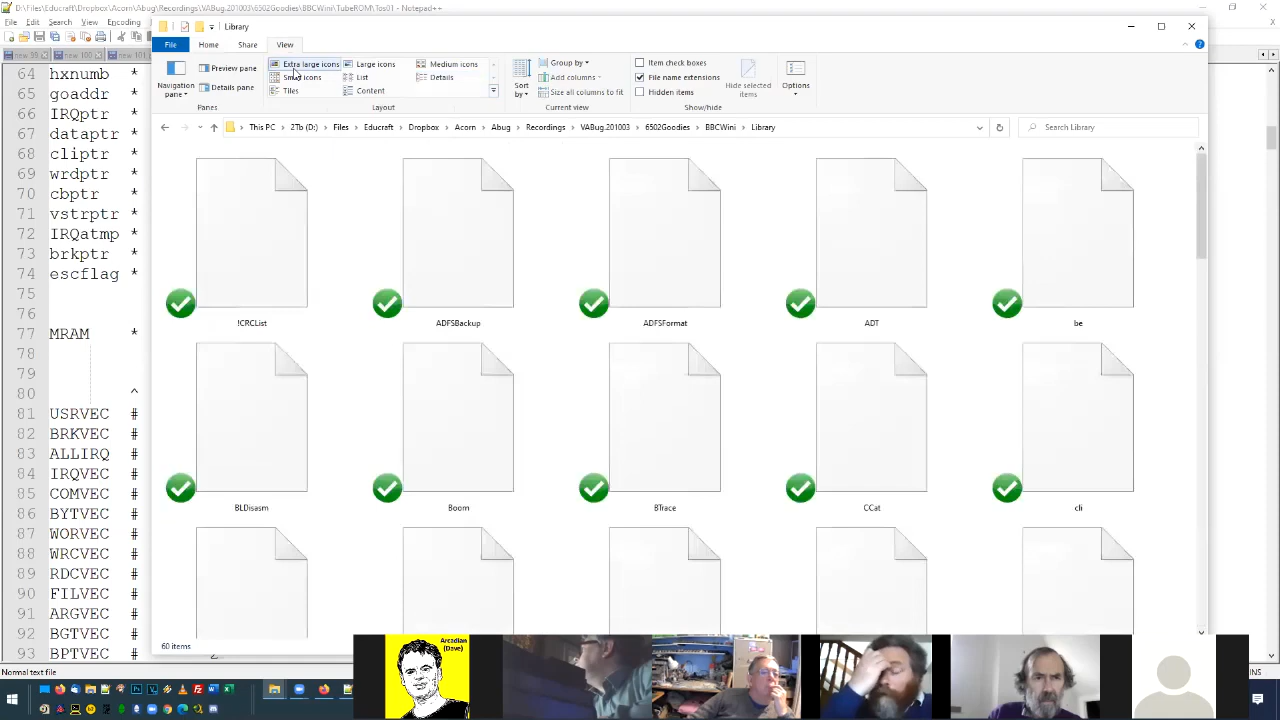 D:\Files\Educraft\Dropbox\Acorn\Abug\Recordings\VABug.201003\6502Goodies\BBCWini\TubeROM\Tos01 - Notepad++
File Edit Search View Encoding
new 99 new 100 new 101
Library
File Home Share View
Navigation pane
Preview pane
Details pane
Panes
Extra large icons Large icons Medium icons
Small icons List Details
Tiles Content
Layout
Sort by
Group by
Add columns
Size all columns to fit
Current view
Item check boxes
File name extensions
Hidden items
Hide selected items
Options
Show/hide
This PC > 2Tb (D:) > Files > Educraft > Dropbox > Acorn > Abug > Recordings > VABug.201003 > 6502Goodies > BBCWini > Library
Search Library
!CRCList ADFSBackup ADFSFormat ADT be
BLDisasm Boom BTrace CCat cli
60 items
64 hxnumb *
65 goaddr *
66 IRQptr *
67 dataptr *
68 cliptr *
69 wrdptr *
70 cbptr *
71 vstrptr *
72 IRQatmp *
73 brkptr *
74 escflag *
75
76
77 MRAM *
78
79
80 ^
81 USRVEC #
82 BRKVEC #
83 ALLIRQ #
84 IRQVEC #
85 COMVEC #
86 BYTVEC #
87 WORVEC #
88 WRCVEC #
89 RDCVEC #
90 FILVEC #
91 ARGVEC #
92 BGTVEC #
93 BPTVEC #
Normal text file
INS
Arcadian
(Dave)